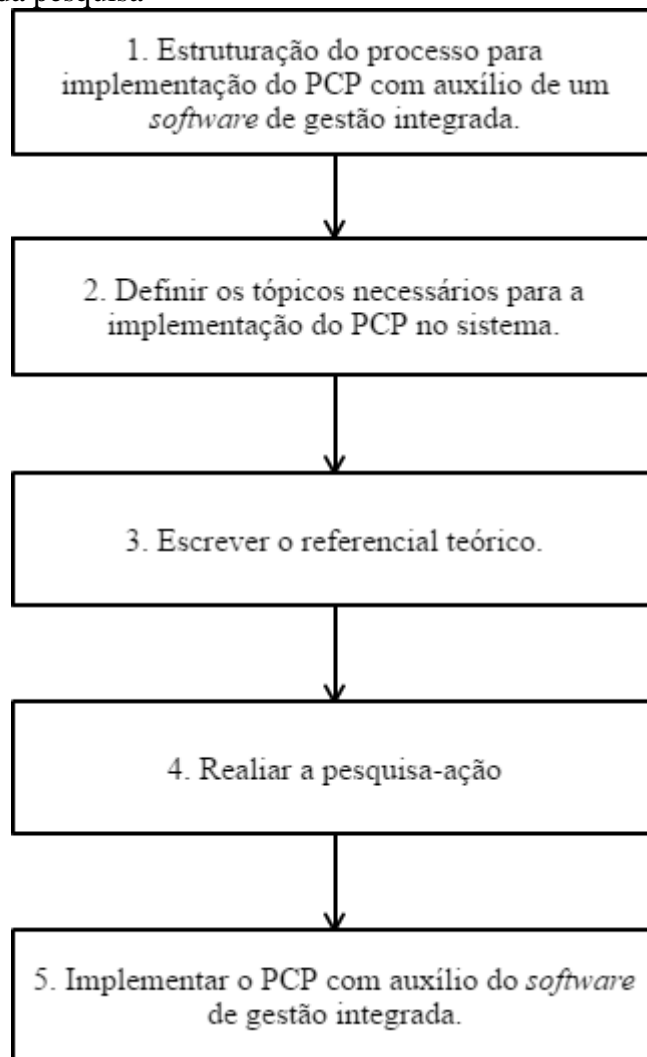 da pesquisa
1. Estruturação do processo para
implementação do PCP com auxílio de um
software de gestão integrada.
2. Definir os tópicos necessários para a
implementação do PCP no sistema.
3. Escrever o referencial teórico.
4. Realiar a pesquisa-ação
5. Implementar o PCP com auxílio do software
de gestão integrada.